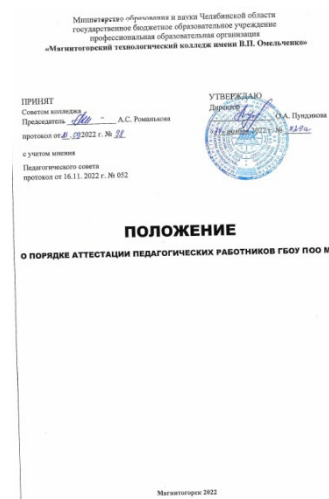 Министерство образования и науки Челябинской области
государственное бюджетное образовательное учреждение
профессиональная образовательная организация
«Магнитогорский технологический колледж имени В.П. Омельченко»
ПРИНЯТ
Советом колледжа
Председатель А.С. Романькова
протокол от 2022 г. №
с учетом мнения
Педагогического совета
протокол от 16.11. 2022 г. № 052
УТВЕРЖДАЮ
Директор
О.А. Пундикова
2022 г. №
ПОЛОЖЕНИЕ
О ПОРЯДКЕ АТТЕСТАЦИИ ПЕДАГОГИЧЕСКИХ РАБОТНИКОВ ГБОУ ПОО М
Магнитогорск 2022